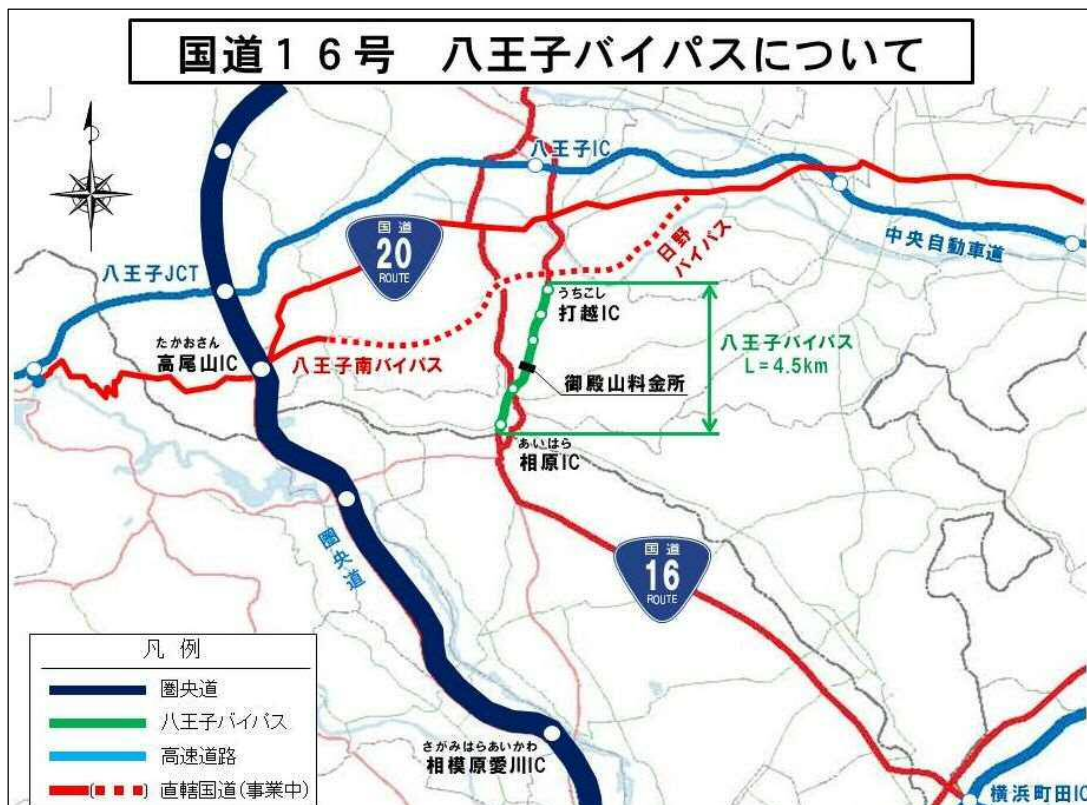 国道16号　八王子バイパスについて
八王子IC
国道
20
ROUTE
日野
バイパス
中央自動車道
八王子JCT
うちこし
打越IC
たかおさん
高尾山IC
八王子南バイパス
八王子バイパス
L=4.5km
御殿山料金所
あいはら
相原IC
圏央道
国道
16
ROUTE
凡例
圏央道
八王子バイパス
高速道路
直轄国道(事業中)
さがみはらあいかわ
相模原愛川IC
横浜町田IC